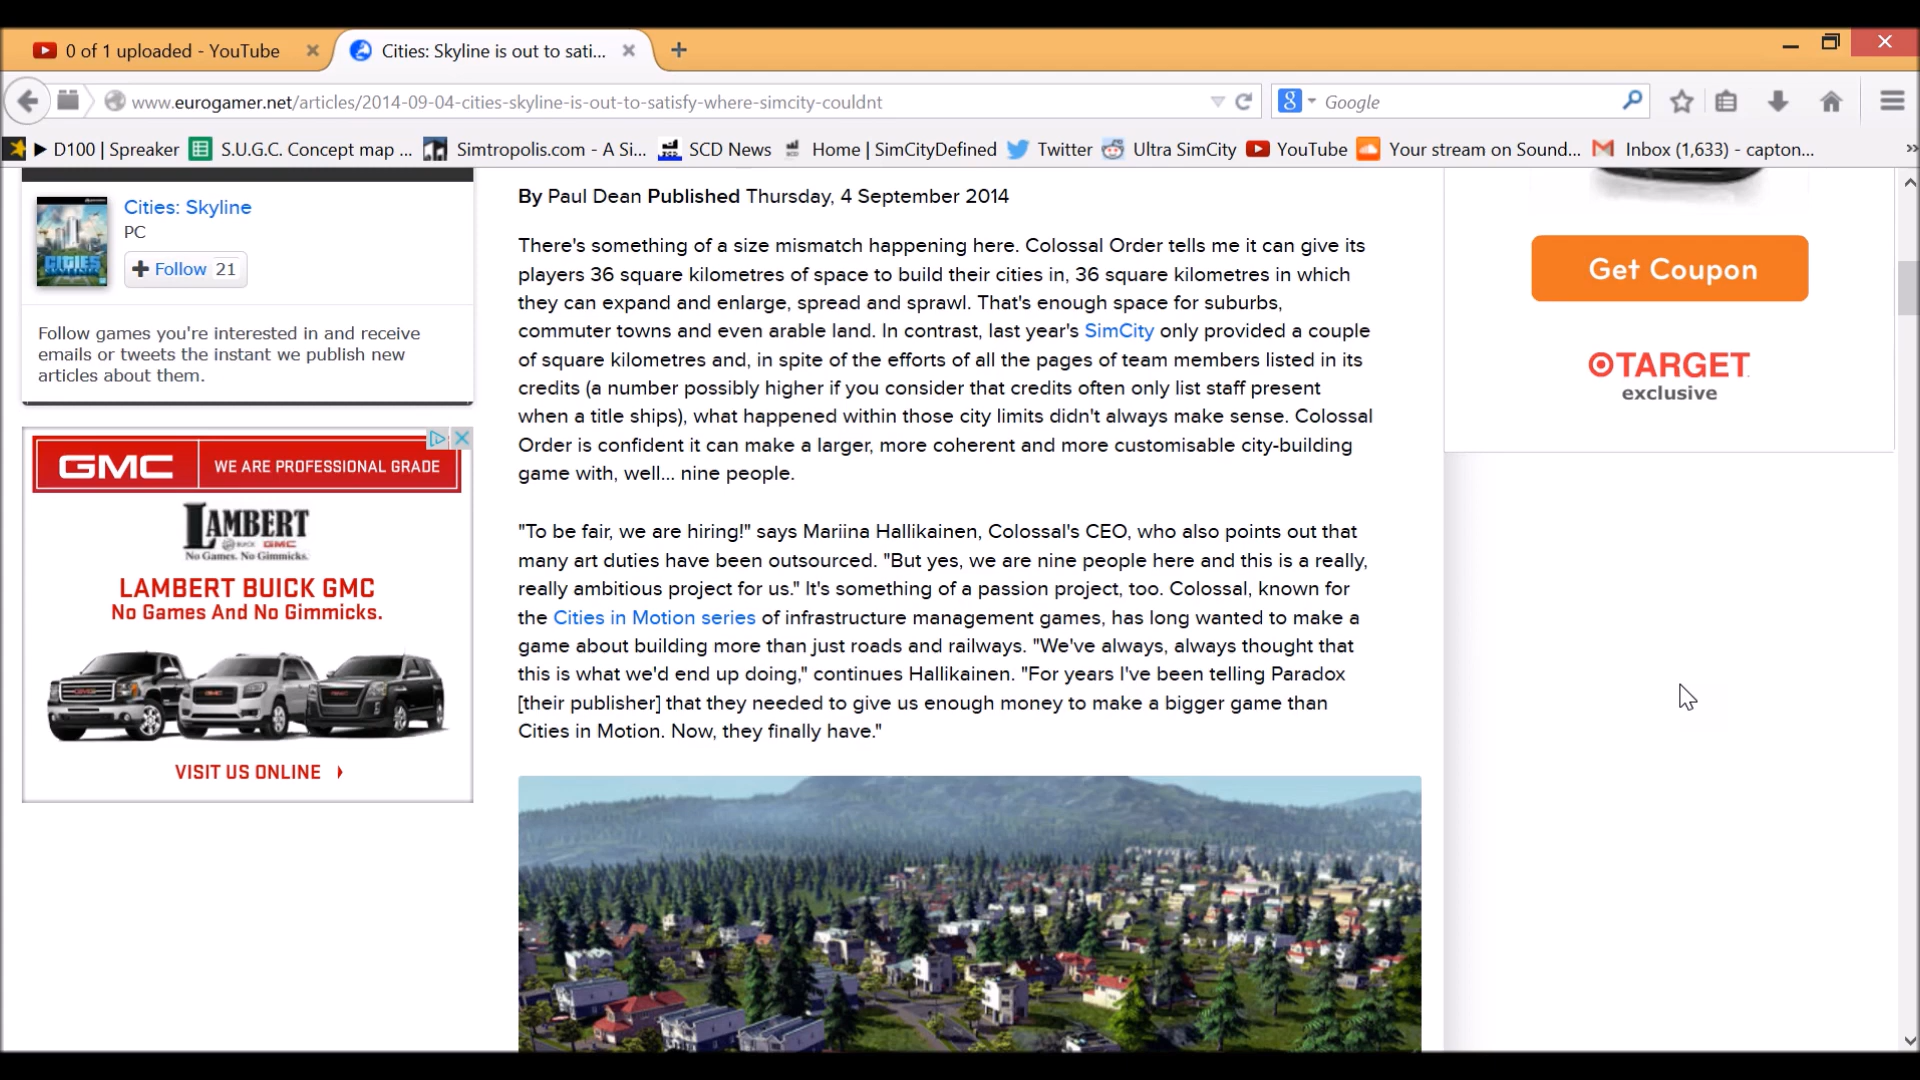 0 of 1 uploaded - YouTube
Cities: Skyline is out to sati...
www.eurogamer.net/articles/2014-09-04-cities-skyline-is-out-to-satisfy-where-simcity-couldnt
Google
D100 | Spreaker
S.U.G.C. Concept map ...
Simtropolis.com - A Si...
SCD News
Home | SimCityDefined
Twitter
Ultra SimCity
YouTube
Your stream on Sound...
Inbox (1,633) - capton...
Cities: Skyline
PC
Follow 21
Follow games you're interested in and receive
emails or tweets the instant we publish new
articles about them.
GMC WE ARE PROFESSIONAL GRADE
LAMBERT
BUICK GMC
No Games. No Gimmicks.
LAMBERT BUICK GMC
No Games And No Gimmicks.
VISIT US ONLINE
By Paul Dean Published Thursday, 4 September 2014
There's something of a size mismatch happening here. Colossal Order tells me it can give its
players 36 square kilometres of space to build their cities in, 36 square kilometres in which
they can expand and enlarge, spread and sprawl. That's enough space for suburbs,
commuter towns and even arable land. In contrast, last year's SimCity only provided a couple
of square kilometres and, in spite of the efforts of all the pages of team members listed in its
credits (a number possibly higher if you consider that credits often only list staff present
when a title ships), what happened within those city limits didn't always make sense. Colossal
Order is confident it can make a larger, more coherent and more customisable city-building
game with, well... nine people.
"To be fair, we are hiring!" says Mariina Hallikainen, Colossal's CEO, who also points out that
many art duties have been outsourced. "But yes, we are nine people here and this is a really,
really ambitious project for us." It's something of a passion project, too. Colossal, known for
the Cities in Motion series of infrastructure management games, has long wanted to make a
game about building more than just roads and railways. "We've always, always thought that
this is what we'd end up doing," continues Hallikainen. "For years I've been telling Paradox
[their publisher] that they needed to give us enough money to make a bigger game than
Cities in Motion. Now, they finally have."
Get Coupon
TARGET
exclusive